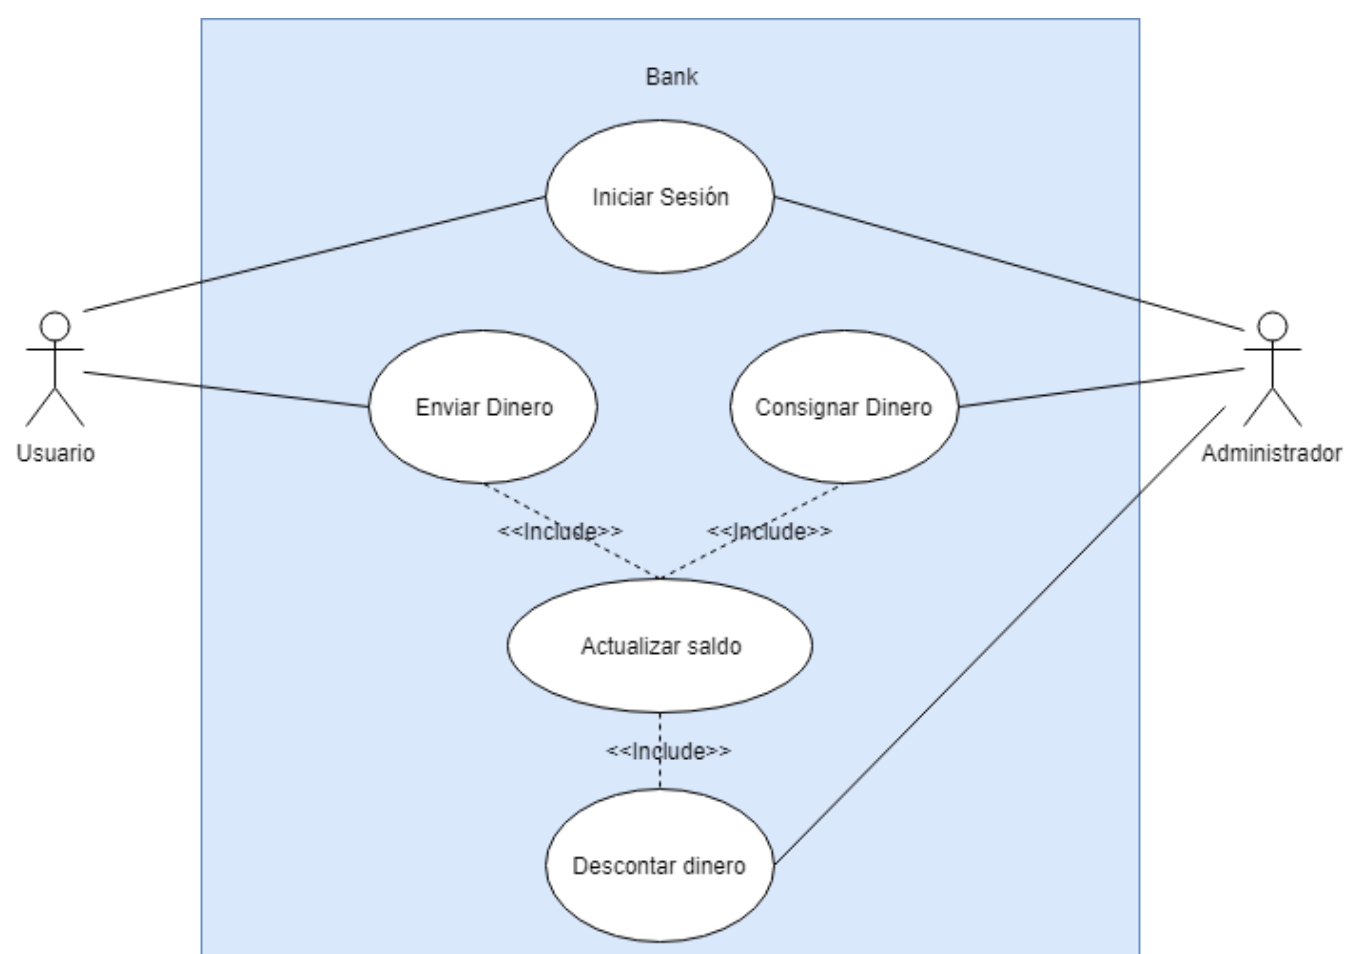 Bank
Iniciar Sesión
Enviar Dinero
Consignar Dinero
Usuario
Administrador
<<Include>>
<<Include>>
Actualizar saldo
<<Include>>
Descontar dinero